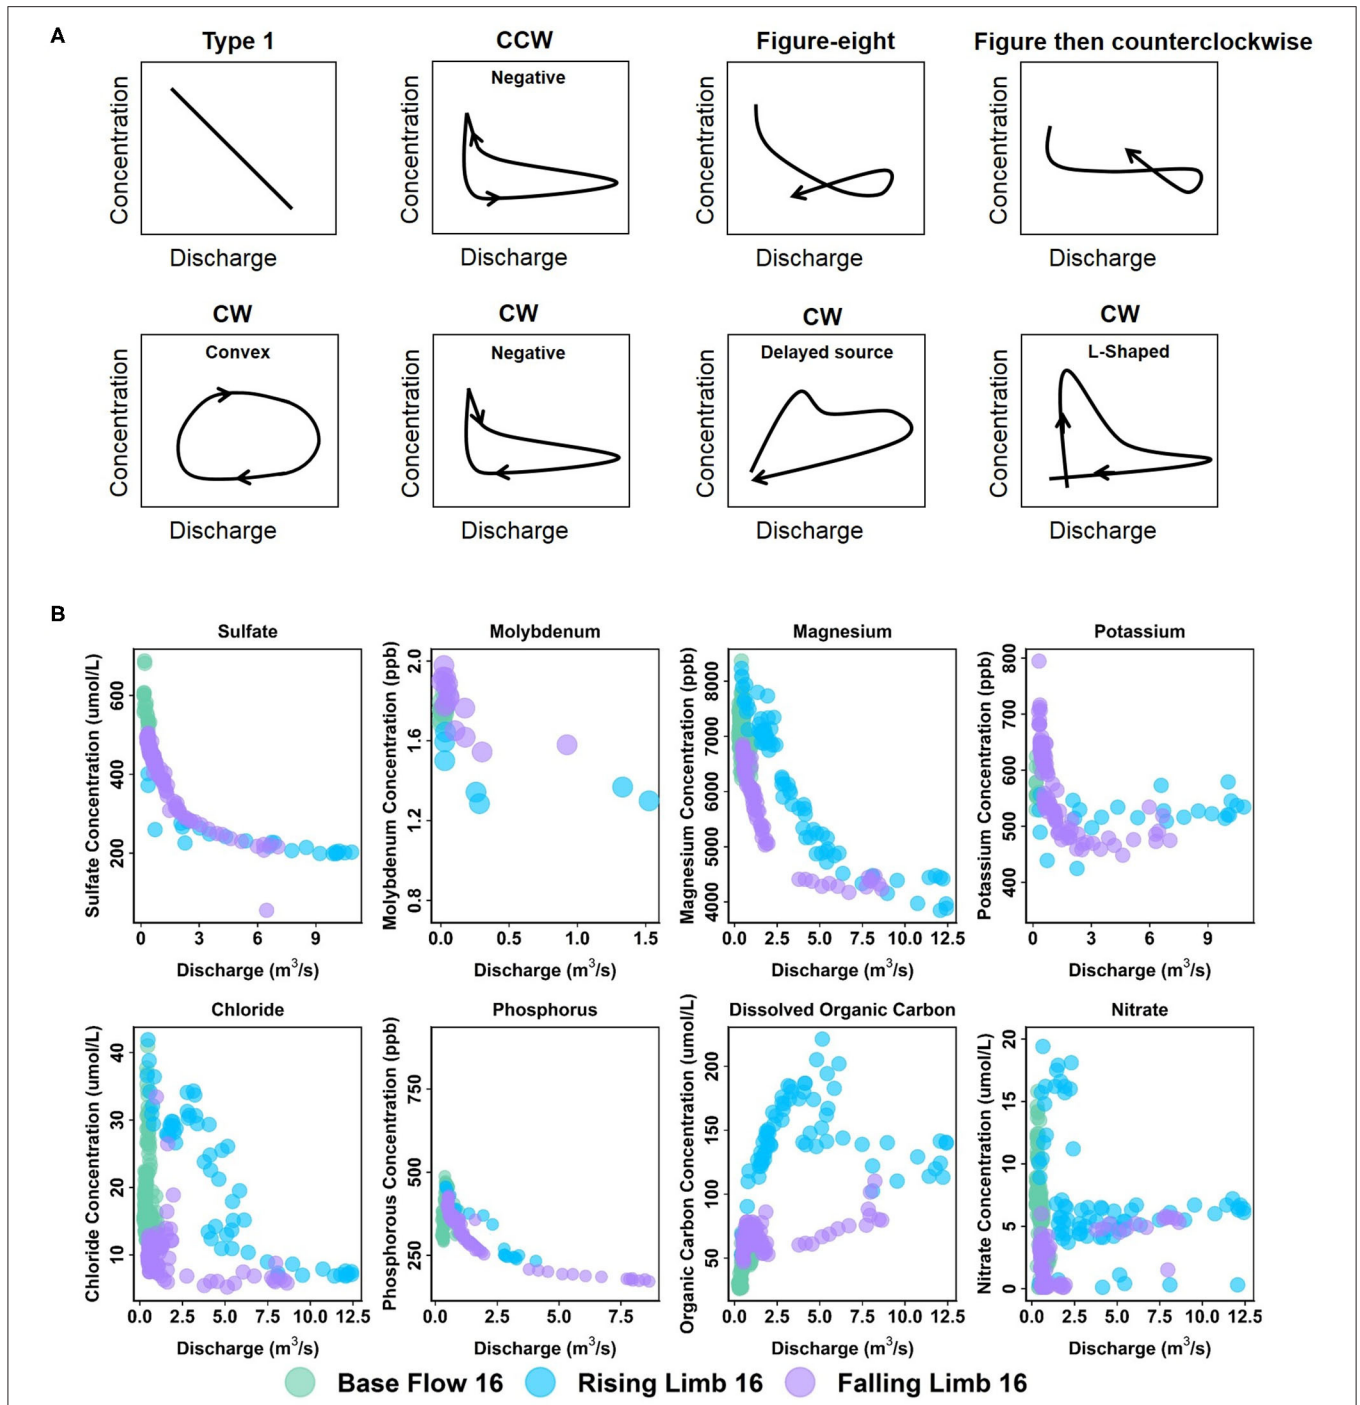 A
Type 1
CCW
Figure-eight
Figure then counterclockwise
Concentration
Discharge
Negative
Concentration
Discharge
Concentration
Discharge
Concentration
Discharge
CW
CW
CW
CW
Convex
Concentration
Discharge
Negative
Concentration
Discharge
Delayed source
Concentration
Discharge
L-Shaped
Concentration
Discharge
B
Sulfate
Sulfate Concentration (umol/L)
600
400
200
0 3 6 9
Discharge (m³/s)
Molybdenum
Molybdenum Concentration (ppb)
2.0
1.6
1.2
0.8
0.0 0.5 1.0 1.5
Discharge (m³/s)
Magnesium
Magnesium Concentration (ppb)
8000
7000
6000
5000
4000
0.0 2.5 5.0 7.5 10.0 12.5
Discharge (m³/s)
Potassium
Potassium Concentration (ppb)
800
700
600
500
400
0 3 6 9
Discharge (m³/s)
Chloride
Chloride Concentration (umol/L)
40
30
20
10
0.0 2.5 5.0 7.5 10.0 12.5
Discharge (m³/s)
Phosphorus
Phosphorous Concentration (ppb)
750
500
250
0.0 2.5 5.0 7.5
Discharge (m³/s)
Dissolved Organic Carbon
Organic Carbon Concentration (umol/L)
200
150
100
50
0.0 2.5 5.0 7.5 10.0 12.5
Discharge (m³/s)
Nitrate
Nitrate Concentration (umol/L)
20
15
10
5
0
0.0 2.5 5.0 7.5 10.0 12.5
Discharge (m³/s)
Base Flow 16 Rising Limb 16 Falling Limb 16